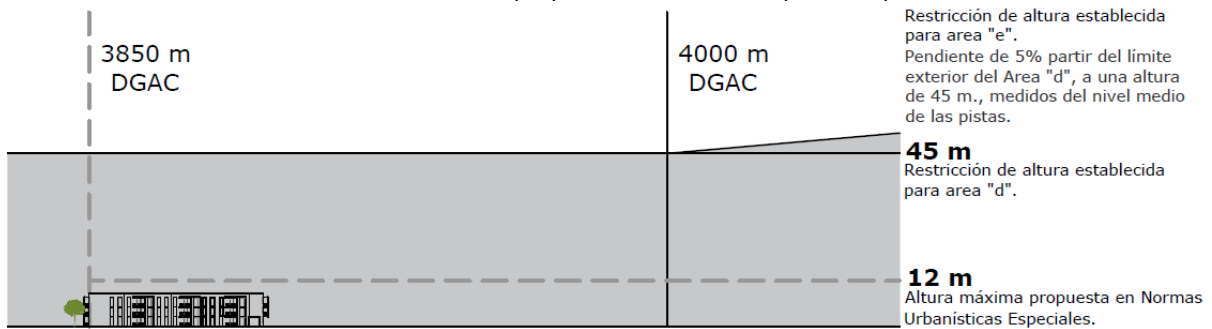 3850 m
DGAC
4000 m
DGAC
Restricción de altura establecida
para area "e".
Pendiente de 5% partir del límite
exterior del Area "d", a una altura
de 45 m., medidos del nivel medio
de las pistas.
45 m
Restricción de altura establecida
para area "d".
12 m
Altura máxima propuesta en Normas
Urbanísticas Especiales.